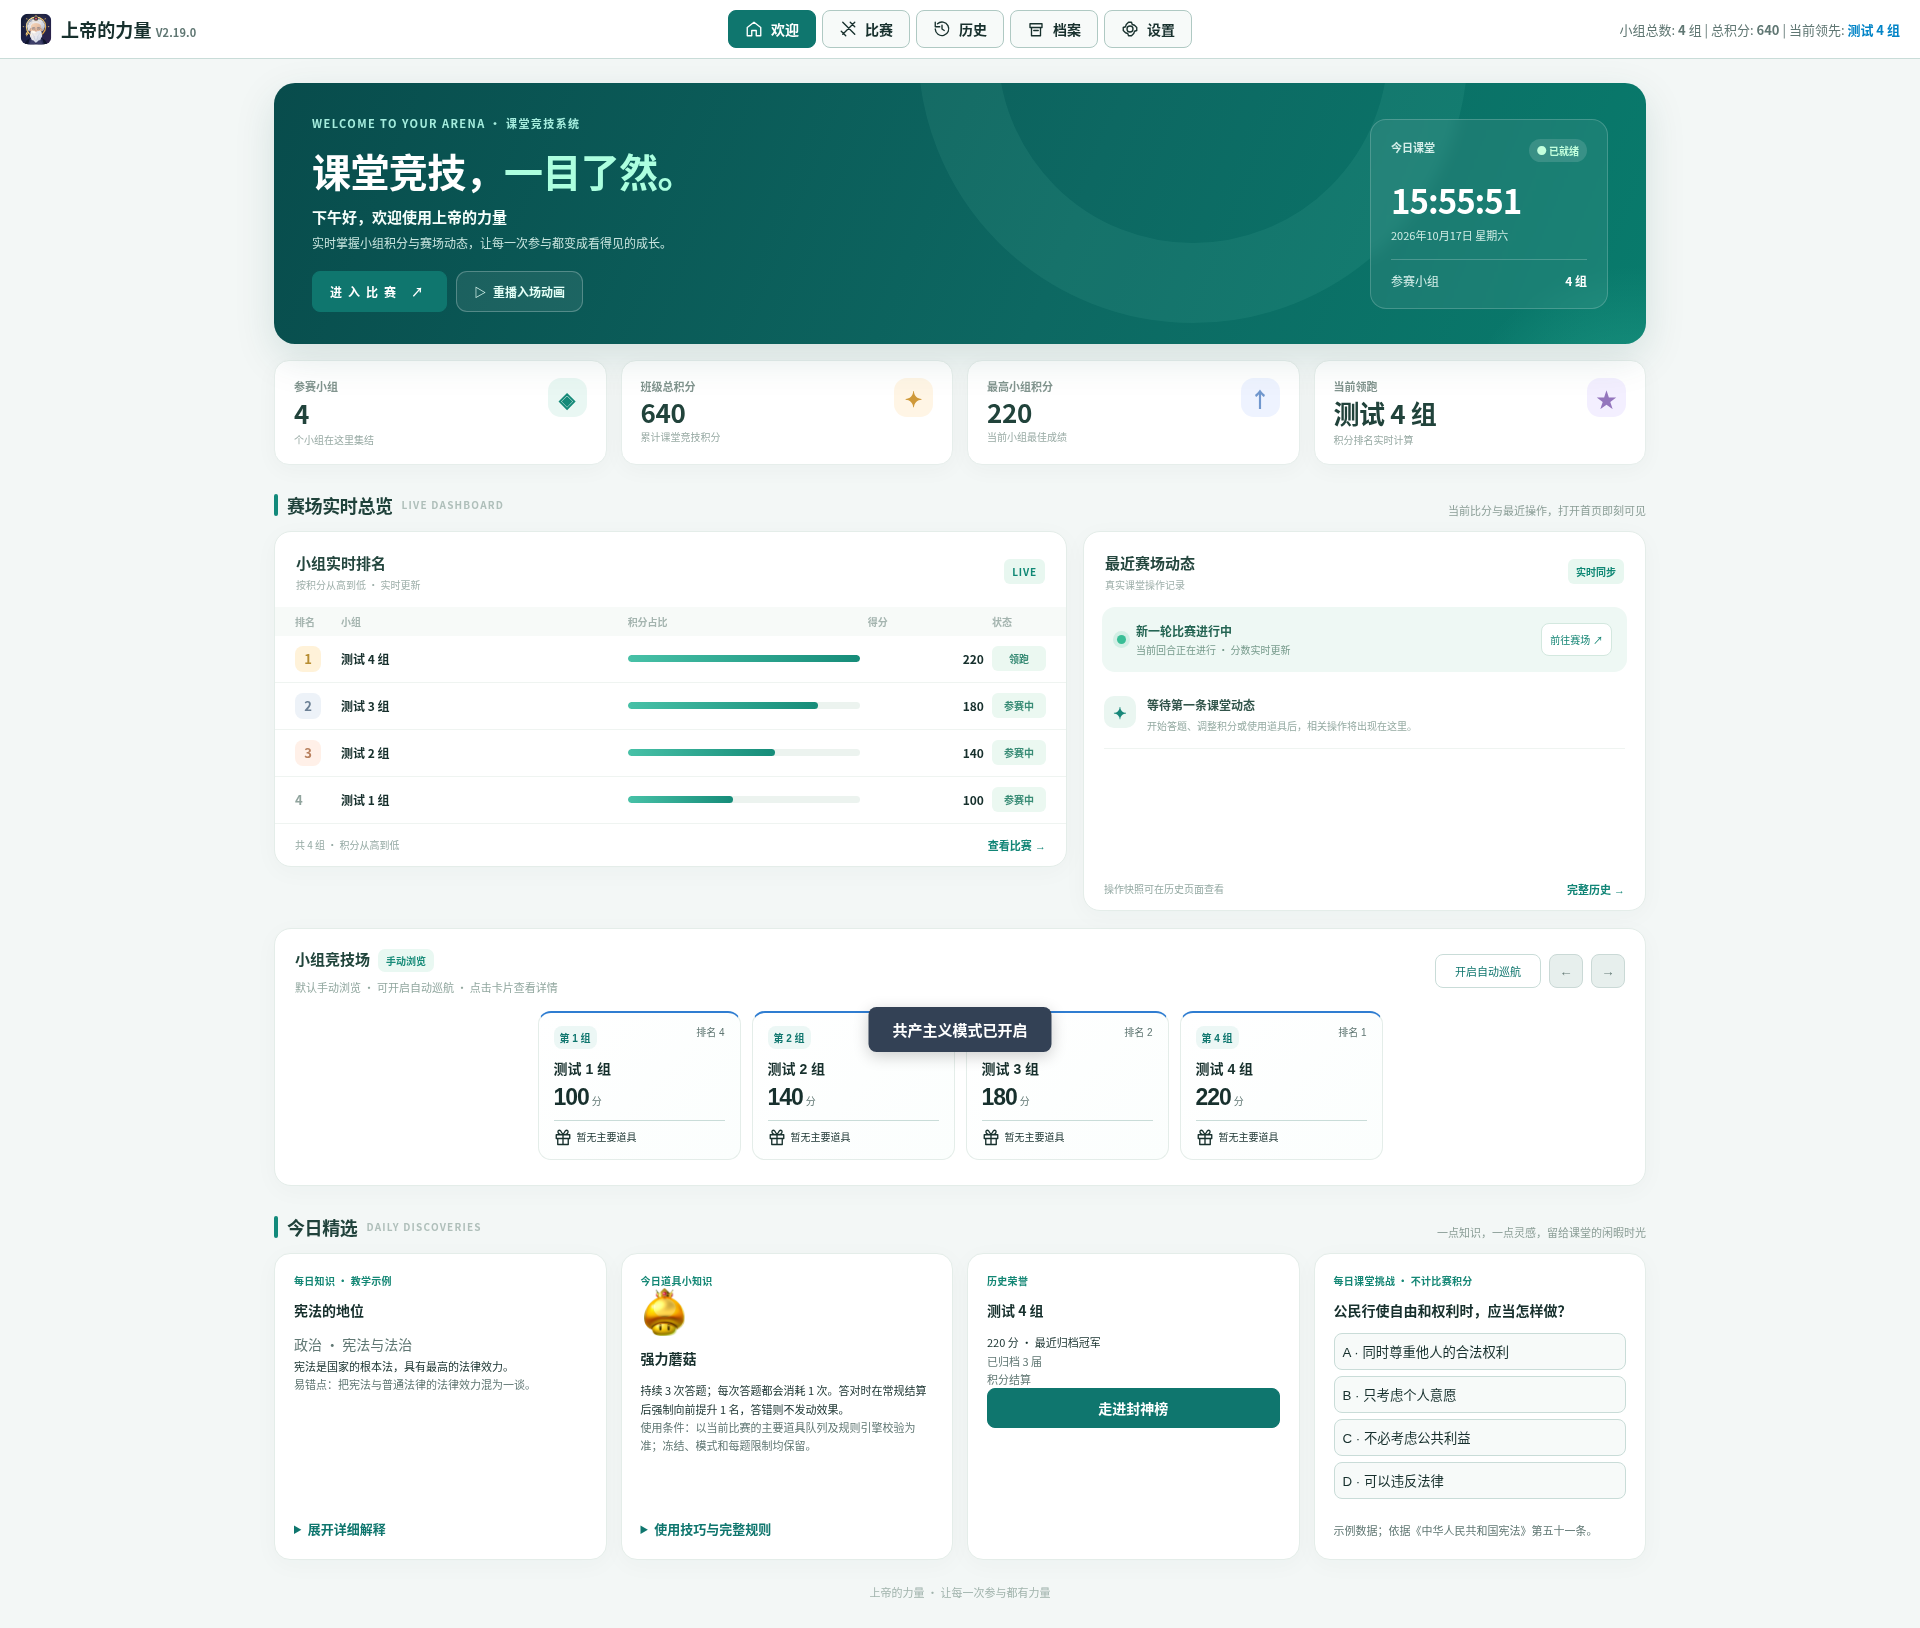 上帝的力量 V2.19.0
欢迎
比赛
历史
档案
设置
小组总数: 4 组 | 总积分: 640 | 当前领先: 测试 4 组
WELCOME TO YOUR ARENA · 课堂竞技系统
课堂竞技，一目了然。
下午好，欢迎使用上帝的力量
实时掌握小组积分与赛场动态，让每一次参与都变成看得见的成长。
进入比赛 ↗
▷ 重播入场动画
今日课堂
已就绪
15:55:51
2026年10月17日 星期六
参赛小组
4 组
参赛小组
4
个小组在这里集结
班级总积分
640
累计课堂竞技积分
最高小组积分
220
当前小组最佳成绩
当前领跑
测试 4 组
积分排名实时计算
赛场实时总览 LIVE DASHBOARD
当前比分与最近操作，打开首页即刻可见
小组实时排名
按积分从高到低 · 实时更新
LIVE
排名 小组 积分占比 得分 状态
1 测试 4 组 220 领跑
2 测试 3 组 180 参赛中
3 测试 2 组 140 参赛中
4 测试 1 组 100 参赛中
共 4 组 · 积分从高到低
查看比赛 →
最近赛场动态
真实课堂操作记录
实时同步
新一轮比赛进行中
当前回合正在进行 · 分数实时更新
前往赛场 ↗
等待第一条课堂动态
开始答题、调整积分或使用道具后，相关操作将出现在这里。
操作快照可在历史页面查看
完整历史 →
小组竞技场 手动浏览
默认手动浏览 · 可开启自动巡航 · 点击卡片查看详情
开启自动巡航
←
→
第 1 组 排名 4
测试 1 组
100 分
暂无主要道具
第 2 组
测试 2 组
140 分
暂无主要道具
共产主义模式已开启
排名 2
测试 3 组
180 分
暂无主要道具
第 4 组 排名 1
测试 4 组
220 分
暂无主要道具
今日精选 DAILY DISCOVERIES
一点知识，一点灵感，留给课堂的闲暇时光
每日知识 · 教学示例
宪法的地位
政治 · 宪法与法治
宪法是国家的根本法，具有最高的法律效力。
易错点：把宪法与普通法律的法律效力混为一谈。
▶ 展开详细解释
今日道具小知识
强力蘑菇
持续 3 次答题；每次答题都会消耗 1 次。答对时在常规结算
后强制向前提升 1 名，答错则不发动效果。
使用条件：以当前比赛的主要道具队列及规则引擎校验为
准；冻结、模式和每题限制均保留。
▶ 使用技巧与完整规则
历史荣誉
测试 4 组
220 分 · 最近归档冠军
已归档 3 届
积分结算
走进封神榜
每日课堂挑战 · 不计比赛积分
公民行使自由和权利时，应当怎样做？
A · 同时尊重他人的合法权利
B · 只考虑个人意愿
C · 不必考虑公共利益
D · 可以违反法律
示例数据；依据《中华人民共和国宪法》第五十一条。
上帝的力量 · 让每一次参与都有力量